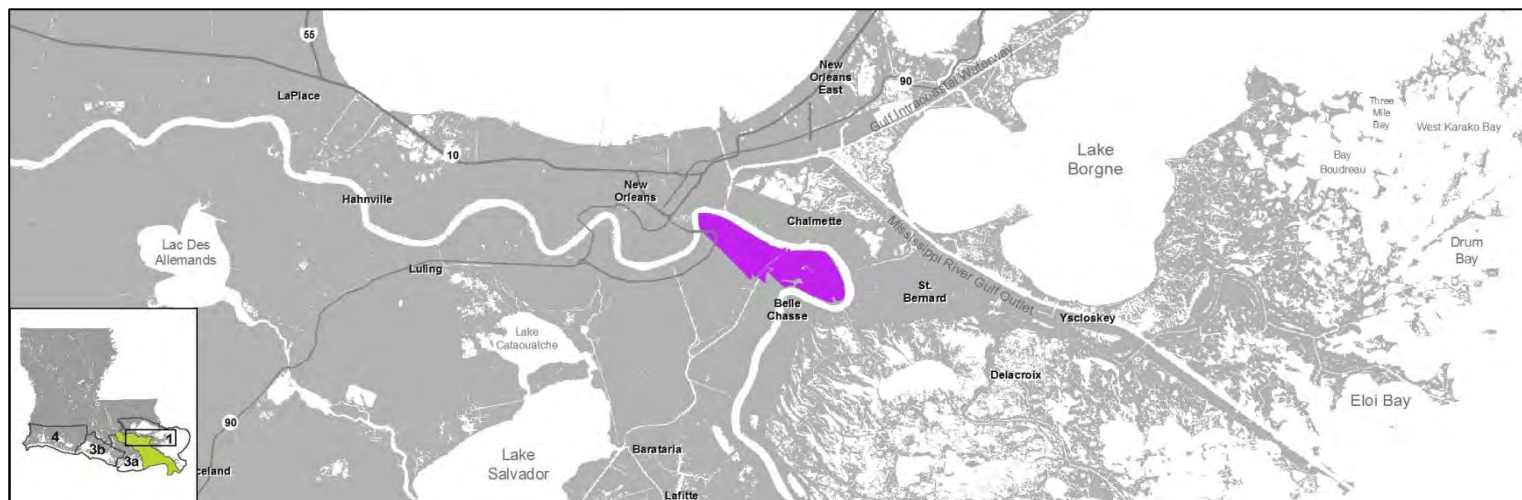 55
New
Orleans
East
90
Gulf Intracoastal Waterway
LaPlace
Three
Mile
Bay
West Karako Bay
10
Lake
Borgne
Bay
Boudreau
New
Orleans
Hahnville
Chalmette
Mississippi River Gulf Outlet
Drum
Bay
Lac Des
Allemands
Luling
St.
Bernard
Belle
Chasse
Yscloskey
Lake
Cataouatche
Delacroix
Eloi Bay
90
Barataria
Lake
Salvador
Lafitte
celand
4
3b
3a
1